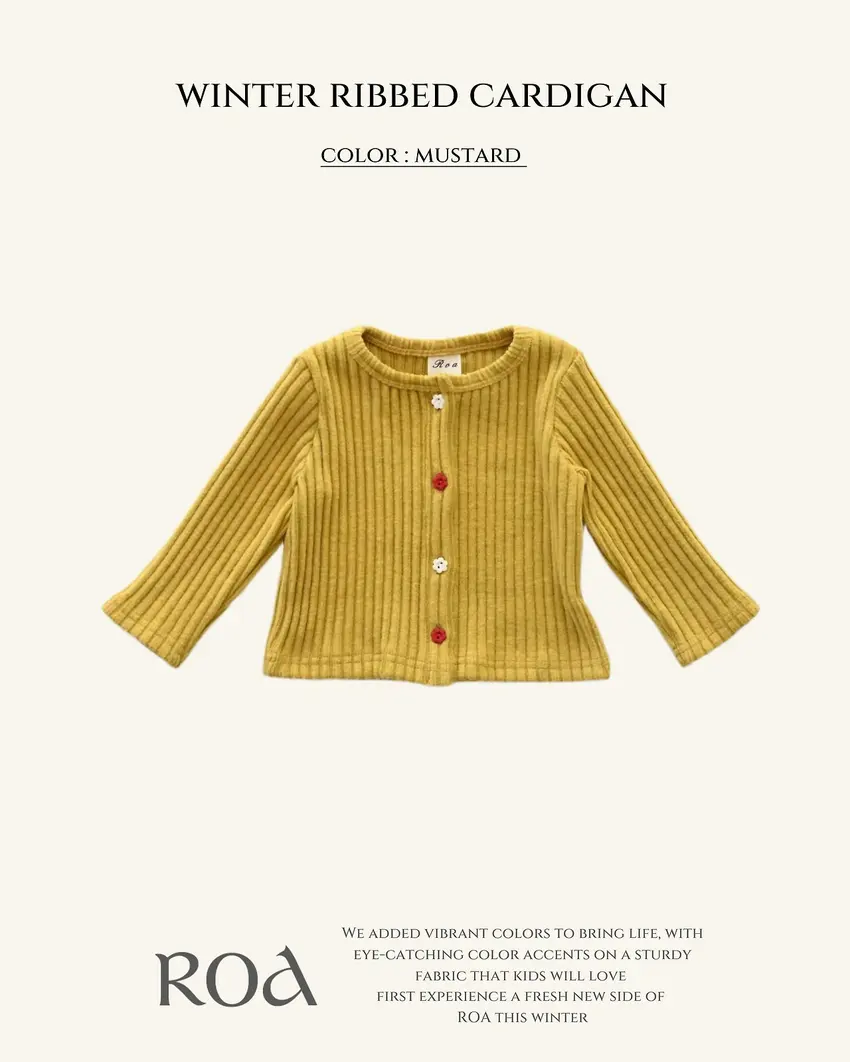 WINTER RIBBED CARDIGAN
COLOR : MUSTARD
Roa
ROA
WE ADDED VIBRANT COLORS TO BRING LIFE, WITH
EYE-CATCHING COLOR ACCENTS ON A STURDY
FABRIC THAT KIDS WILL LOVE
FIRST EXPERIENCE A FRESH NEW SIDE OF
ROA THIS WINTER